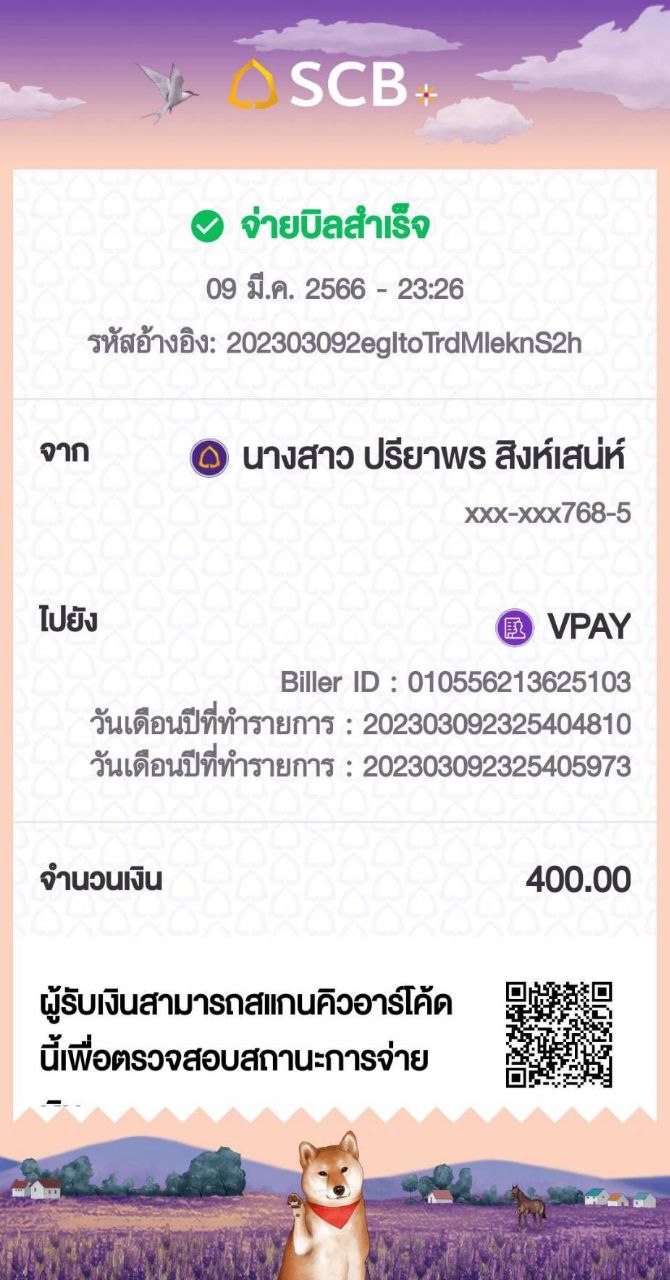 SCB
จ่ายบิลสำเร็จ
09 มี.ค. 2566 - 23:26
รหัสอ้างอิง: 202303092egItoTrdMleknS2h
จาก
นางสาว ปรียาพร สิงห์เสน่ห์
xxx-xxx768-5
ไปยัง
VPAY
Biller ID : 010556213625103
วันเดือนปีที่ทำรายการ : 202303092325404810
วันเดือนปีที่ทำรายการ : 202303092325405973
จำนวนเงิน 400.00
ผู้รับเงินสามารถสแกนคิวอาร์โค้ด
นี้เพื่อตรวจสอบสถานะการจ่าย